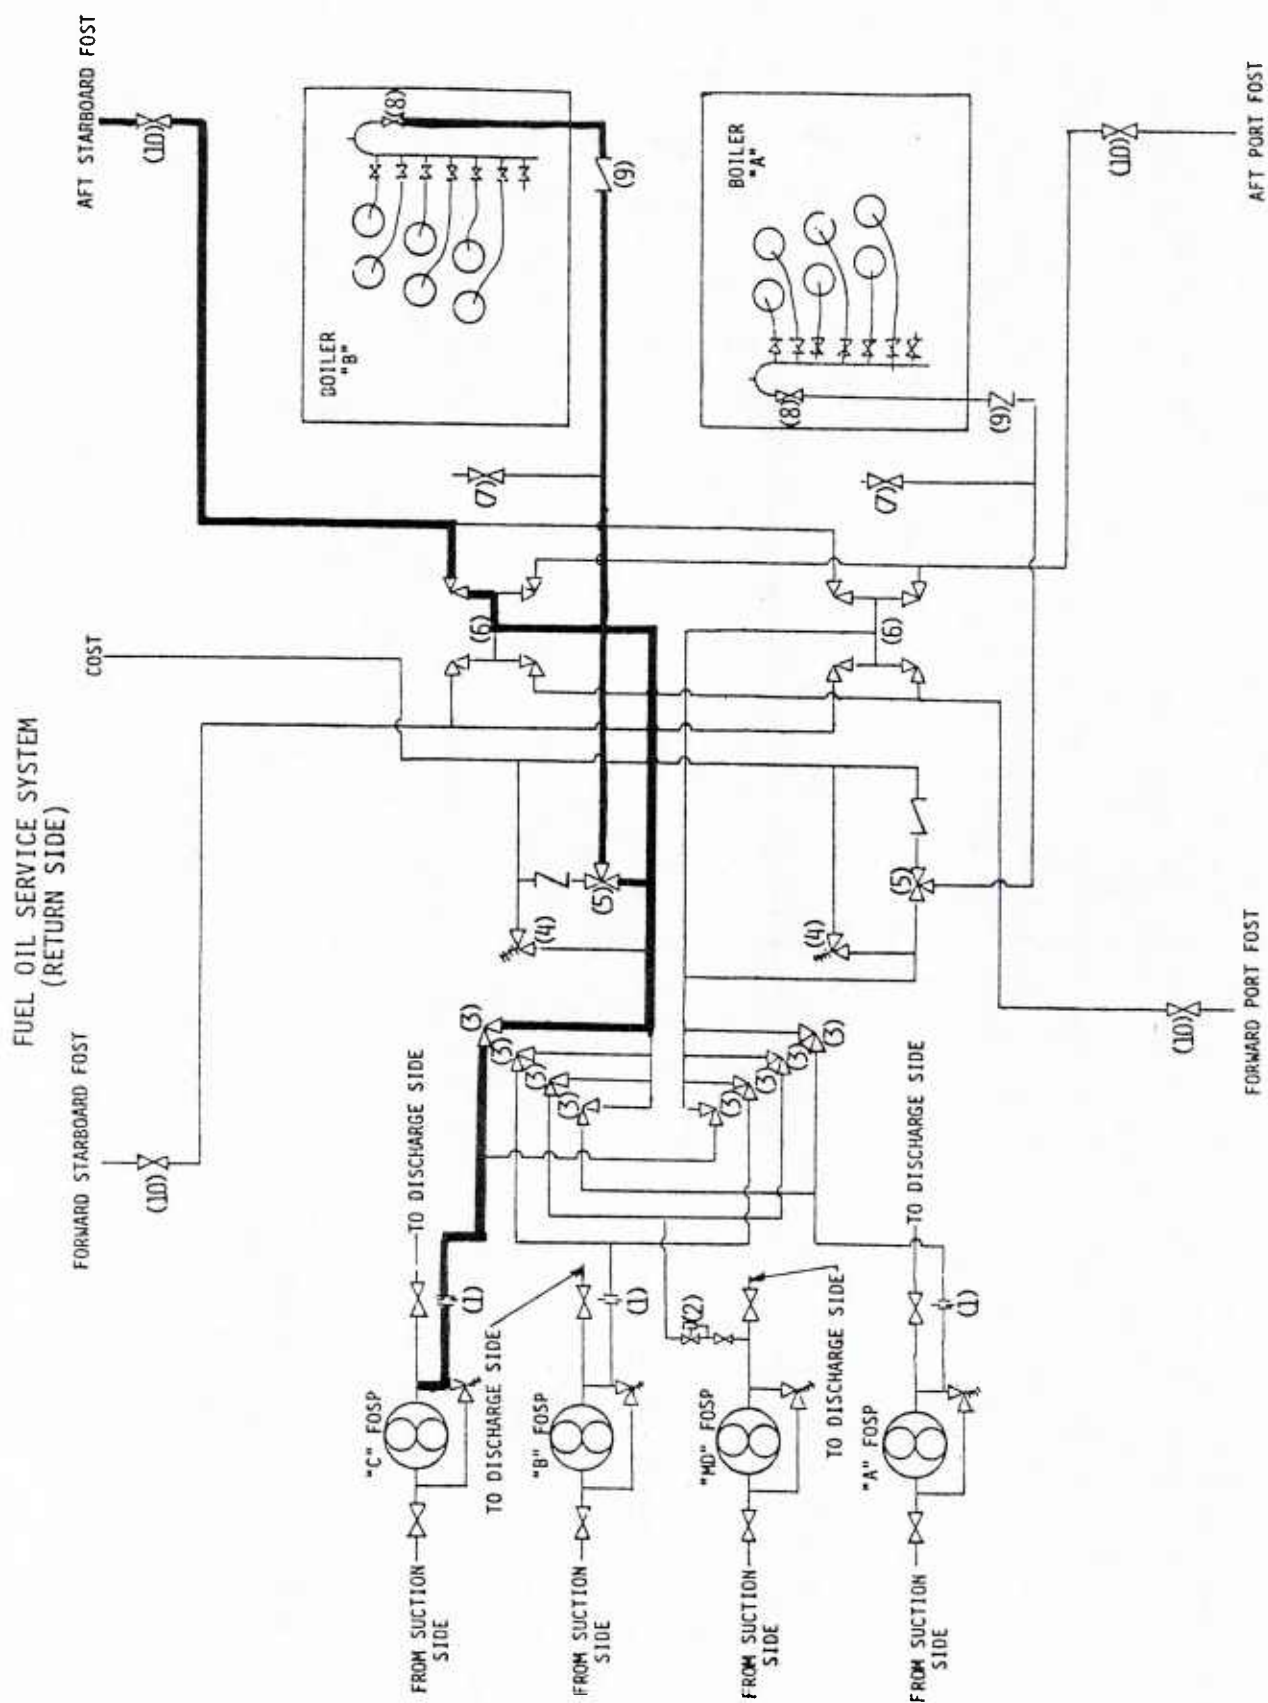 FUEL OIL SERVICE SYSTEM
(RETURN SIDE)
FORWARD STARBOARD FOST
COST
AFT STARBOARD FOST
(10)
(10)
TO DISCHARGE SIDE
(1)
"C" FOSP
FROM SUCTION
SIDE
TO DISCHARGE SIDE
(1)
"B" FOSP
FROM SUCTION
SIDE
(2)
"MD" FOSP
TO DISCHARGE SIDE
FROM SUCTION
SIDE
TO DISCHARGE SIDE
(1)
"A" FOSP
FROM SUCTION
SIDE
(3)
(3)
(3)
(3)
(3)
(3)
(3)
(3)
(4)
(5)
(4)
(5)
(6)
(6)
(7)
(7)
BOILER
"B"
(8)
(9)
BOILER
"A"
(8)
(9)
(10)
(10)
FORWARD PORT FOST
AFT PORT FOST